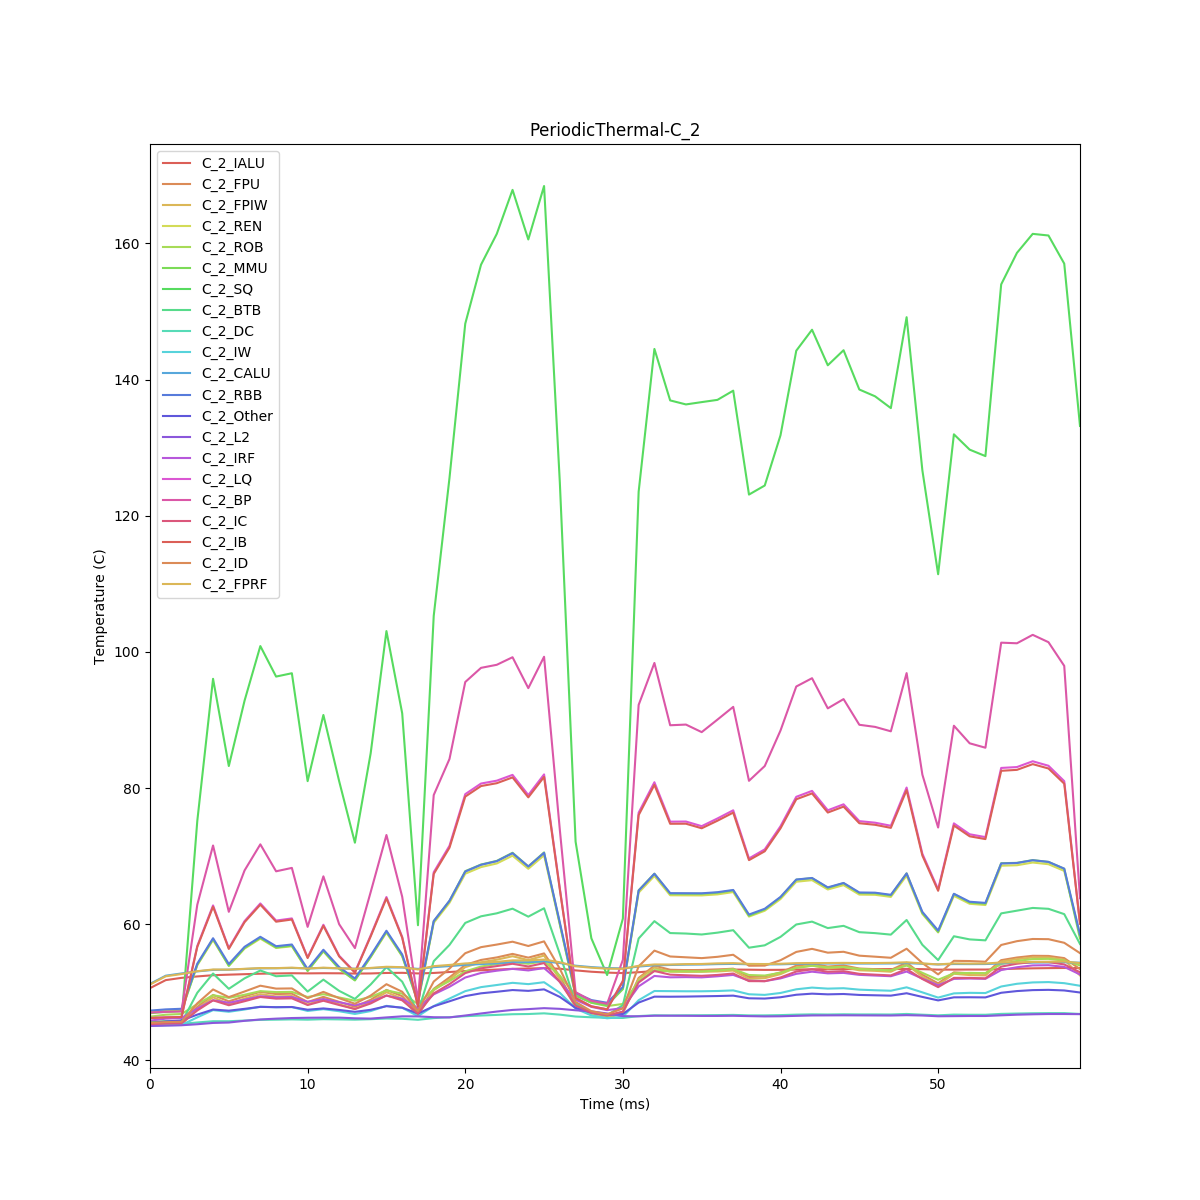 PeriodicThermal-C_2
C_2_IALU
C_2_FPU
C_2_FPIW
C_2_REN
C_2_ROB
C_2_MMU
C_2_SQ
C_2_BTB
C_2_DC
C_2_IW
C_2_CALU
C_2_RBB
C_2_Other
C_2_L2
C_2_IRF
C_2_LQ
C_2_BP
C_2_IC
C_2_IB
C_2_ID
C_2_FPRF
Temperature (C)
160
140
120
100
80
60
40
0 10 20 30 40 50
Time (ms)